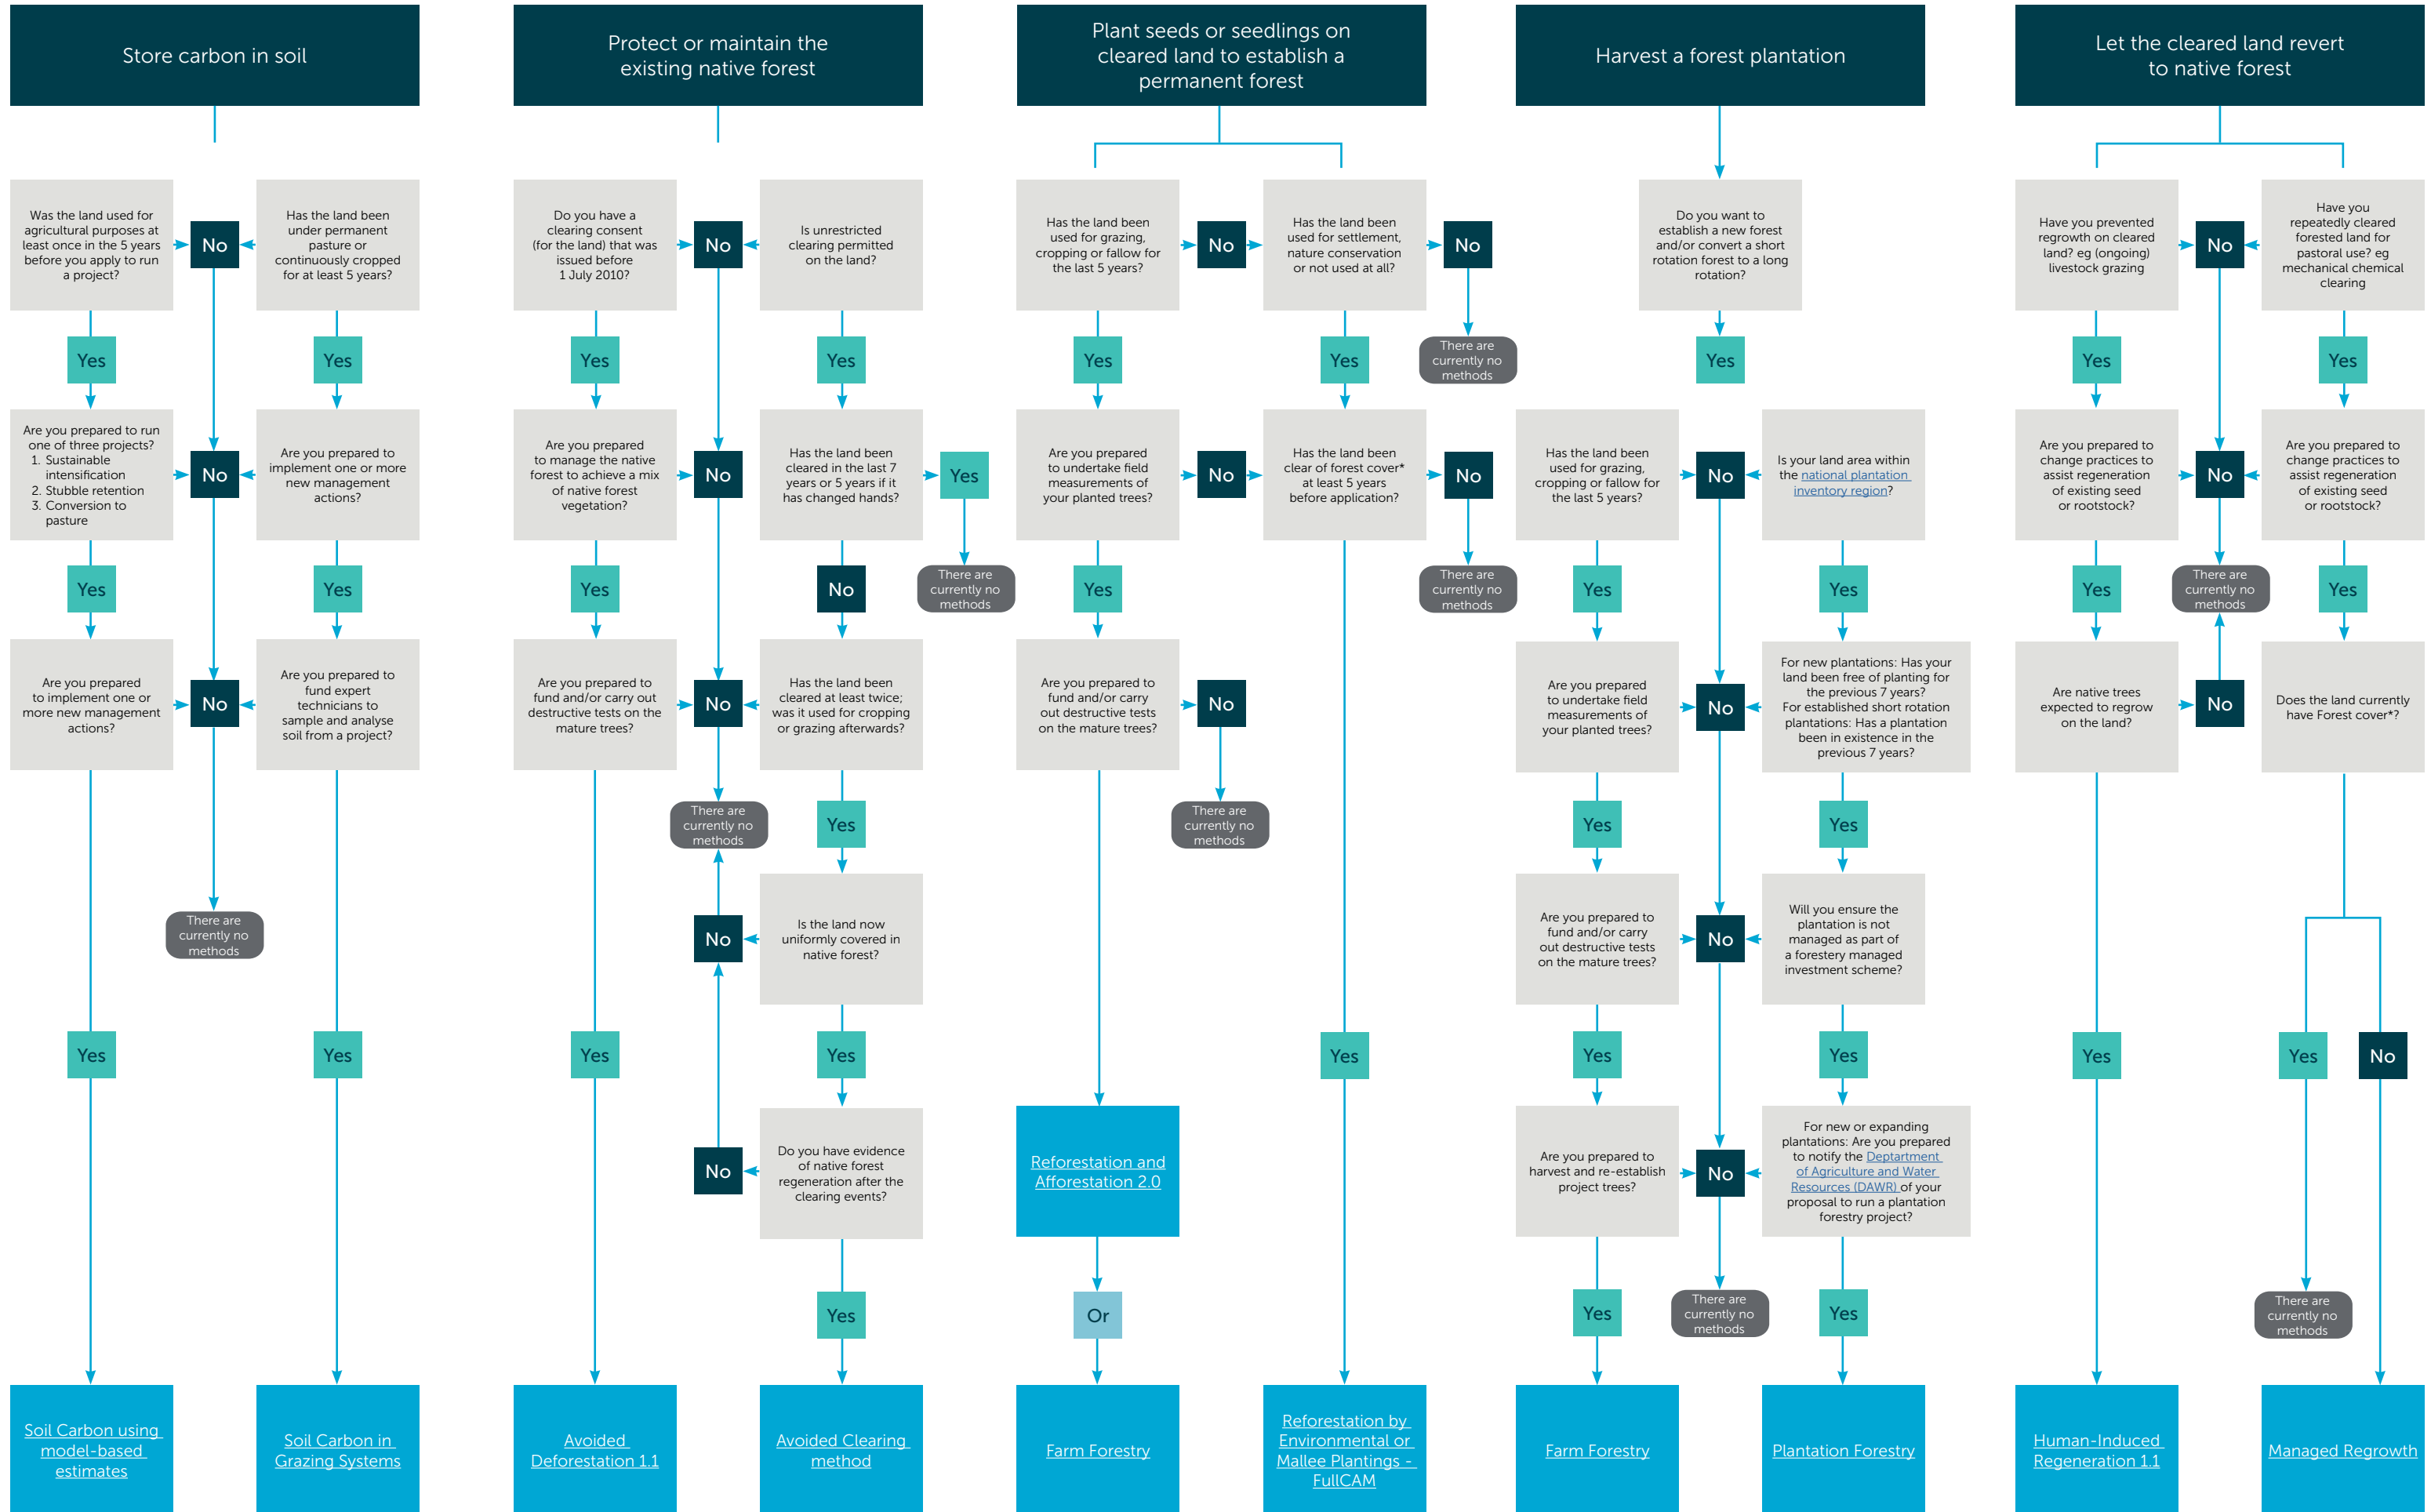 Store carbon in soil
Was the land used for
agricultural purposes at
least once in the 5 years
before you apply to run
a project?
No
Has the land been
under permanent
pasture or
continuously cropped
for at least 5 years?
Yes
Yes
Are you prepared to run
one of three projects?
1. Sustainable
intensification
2. Stubble retention
3. Conversion to
pasture
No
Are you prepared to
implement one or more
new management
actions?
Yes
Yes
Are you prepared
to implement one or
more new management
actions?
No
Are you prepared to
fund expert
technicians to
sample and analyse
soil from a project?
There are
currently no
methods
Yes
Yes
Soil Carbon using
model-based
estimates
Soil Carbon in
Grazing Systems
Protect or maintain the
existing native forest
Do you have a
clearing consent
(for the land) that was
issued before
1 July 2010?
No
Is unrestricted
clearing permitted
on the land?
Yes
Yes
Are you prepared
to manage the native
forest to achieve a mix
of native forest
vegetation?
No
Has the land been
cleared in the last 7
years or 5 years if it
has changed hands?
Yes
There are
currently no
methods
Yes
No
Are you prepared to
fund and/or carry out
destructive tests on the
mature trees?
No
Has the land been
cleared at least twice;
was it used for cropping
or grazing afterwards?
There are
currently no
methods
Yes
No
Is the land now
uniformly covered in
native forest?
Yes
Yes
No
Do you have evidence
of native forest
regeneration after the
clearing events?
Yes
Avoided
Deforestation 1.1
Avoided Clearing
method
Plant seeds or seedlings on
cleared land to establish a
permanent forest
Has the land been
used for grazing,
cropping or fallow for
the last 5 years?
No
Has the land been
used for settlement,
nature conservation
or not used at all?
No
There are
currently no
methods
Yes
Yes
Are you prepared
to undertake field
measurements of
your planted trees?
No
Has the land been
clear of forest cover*
at least 5 years
before application?
No
There are
currently no
methods
Yes
Are you prepared to
fund and/or carry
out destructive tests
on the mature trees?
No
There are
currently no
methods
Yes
Reforestation and
Afforestation 2.0
Or
Farm Forestry
Reforestation by
Environmental or
Mallee Plantings -
FullCAM
Harvest a forest plantation
Do you want to
establish a new forest
and/or convert a short
rotation forest to a long
rotation?
Yes
Has the land been
used for grazing,
cropping or fallow for
the last 5 years?
No
Is your land area within
the national plantation
inventory region?
Yes
Yes
Are you prepared
to undertake field
measurements of
your planted trees?
No
For new plantations: Has your
land been free of planting for
the previous 7 years?
For established short rotation
plantations: Has a plantation
been in existence in the
previous 7 years?
Yes
Yes
Are you prepared to
fund and/or carry
out destructive tests
on the mature trees?
No
Will you ensure the
plantation is not
managed as part of
a forestery managed
investment scheme?
Yes
Yes
Are you prepared to
harvest and re-establish
project trees?
No
For new or expanding
plantations: Are you prepared
to notify the Deptartment
of Agriculture and Water
Resources (DAWR) of your
proposal to run a plantation
forestry project?
Yes
There are
currently no
methods
Yes
Farm Forestry
Plantation Forestry
Let the cleared land revert
to native forest
Have you prevented
regrowth on cleared
land? eg (ongoing)
livestock grazing
No
Have you
repeatedly cleared
forested land for
pastoral use? eg
mechanical chemical
clearing
Yes
Yes
Are you prepared to
change practices to
assist regeneration
of existing seed
or rootstock?
No
Are you prepared to
change practices to
assist regeneration
of existing seed
or rootstock?
Yes
There are
currently no
methods
Yes
Are native trees
expected to regrow
on the land?
No
Does the land currently
have Forest cover*?
Yes
Yes
No
There are
currently no
methods
Human-Induced
Regeneration 1.1
Managed Regrowth